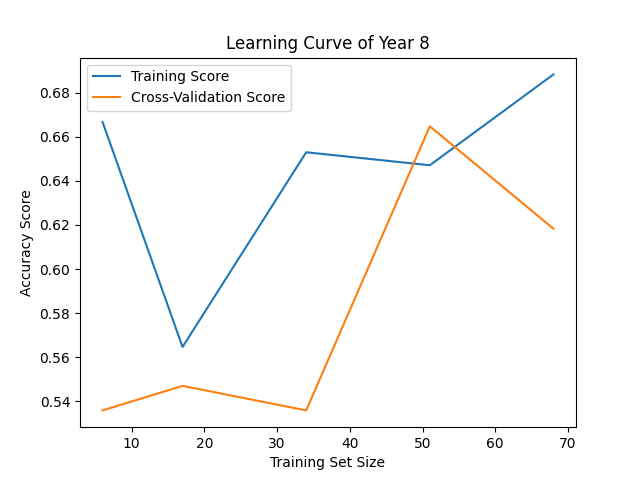 Learning Curve of Year 8
Training Score
Cross-Validation Score
Accuracy Score
0.68
0.66
0.64
0.62
0.60
0.58
0.56
0.54
10 20 30 40 50 60 70
Training Set Size